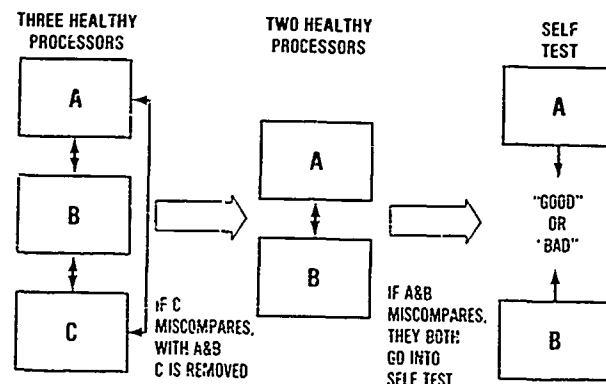 THREE HEALTHY
PROCESSORS
A
B
C
IF C
MISCOMPARES,
WITH A&B
C IS REMOVED
TWO HEALTHY
PROCESSORS
A
B
IF A&B
MISCOMPARES,
THEY BOTH
GO INTO
SELF TEST
SELF
TEST
A
"GOOD"
OR
"BAD"
B